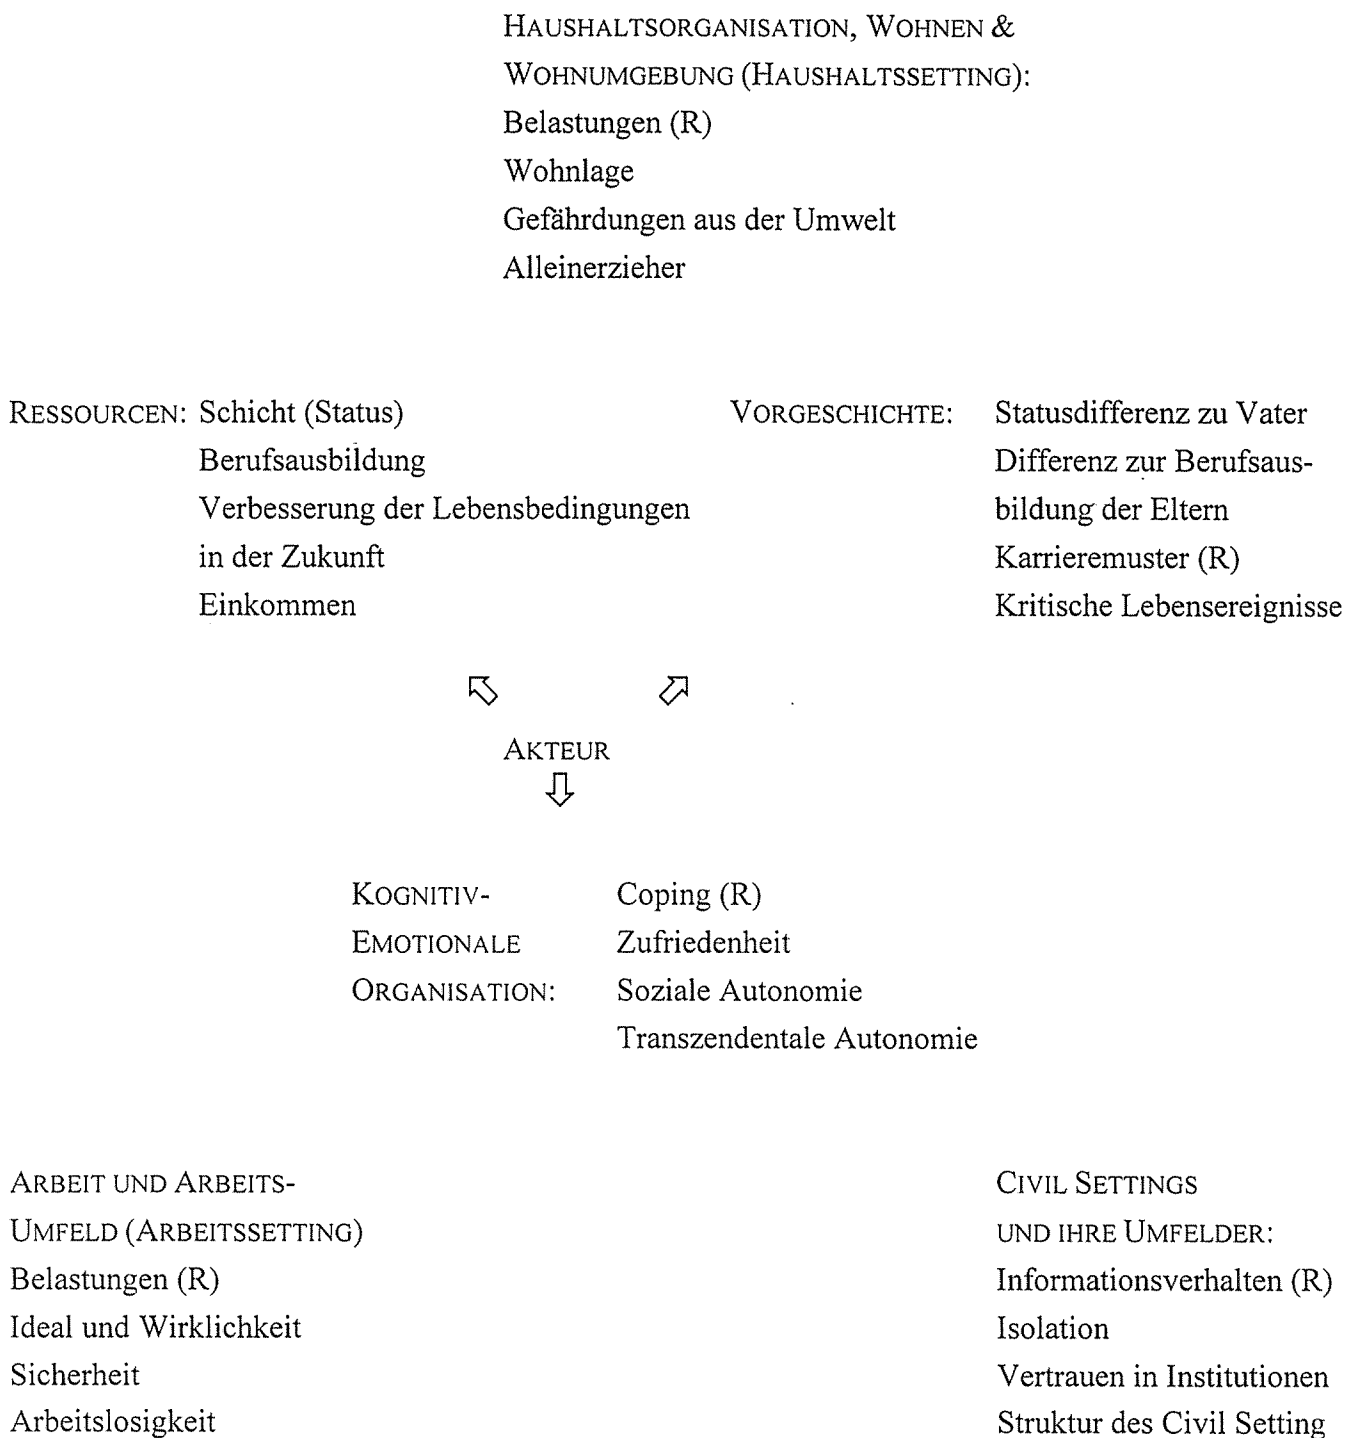 HAUSHALTSORGANISATION, WOHNEN &
WOHNUMGEBUNG (HAUSHALTSSETTING):
Belastungen (R)
Wohnlage
Gefährdungen aus der Umwelt
Alleinerzieher
RESSOURCEN: Schicht (Status)
Berufsausbildung
Verbesserung der Lebensbedingungen
in der Zukunft
Einkommen
VORGESCHICHTE: Statusdifferenz zu Vater
Differenz zur Berufsaus-
bildung der Eltern
Karrieremuster (R)
Kritische Lebensereignisse
AKTEUR
KOGNITIV- Coping (R)
EMOTIONALE Zufriedenheit
ORGANISATION: Soziale Autonomie
Transzendentale Autonomie
ARBEIT UND ARBEITS-
UMFELD (ARBEITSSETTING)
Belastungen (R)
Ideal und Wirklichkeit
Sicherheit
Arbeitslosigkeit
CIVIL SETTINGS
UND IHRE UMFELDER:
Informationsverhalten (R)
Isolation
Vertrauen in Institutionen
Struktur des Civil Setting